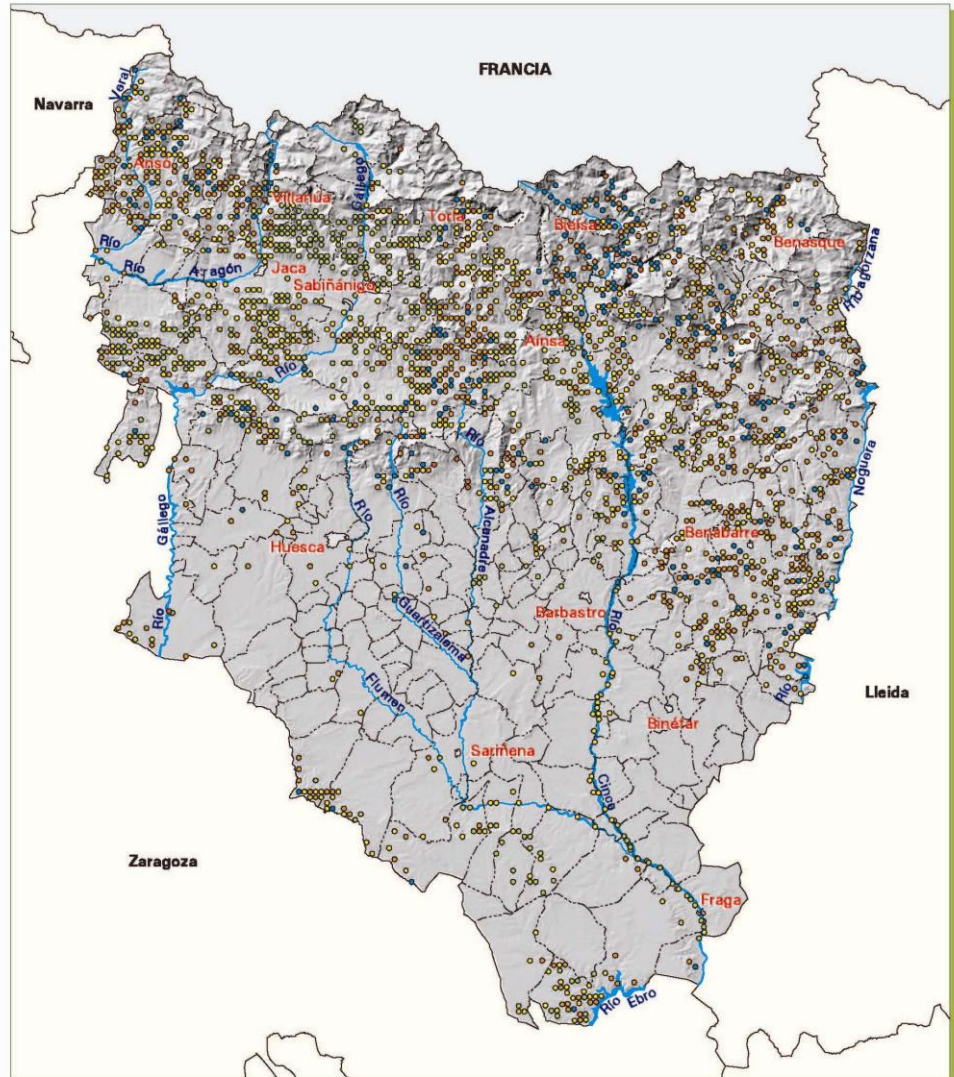 FRANCIA
Navarra
Veral
Ansó
Villanúa
Gállego
Torla
Bielsa
Benasque
Río
Río
Aragón
Jaca
Sabiñánigo
Río
Aínsa
Río
Noguera
Gállego
Río
Río
Río
Alcanadre
Benabarre
Huesca
Barbastro
Río
Guatizalema
Flumen
Río
Lleida
Binéfar
Sariñena
Cinca
Zaragoza
Fraga
Río Ebro